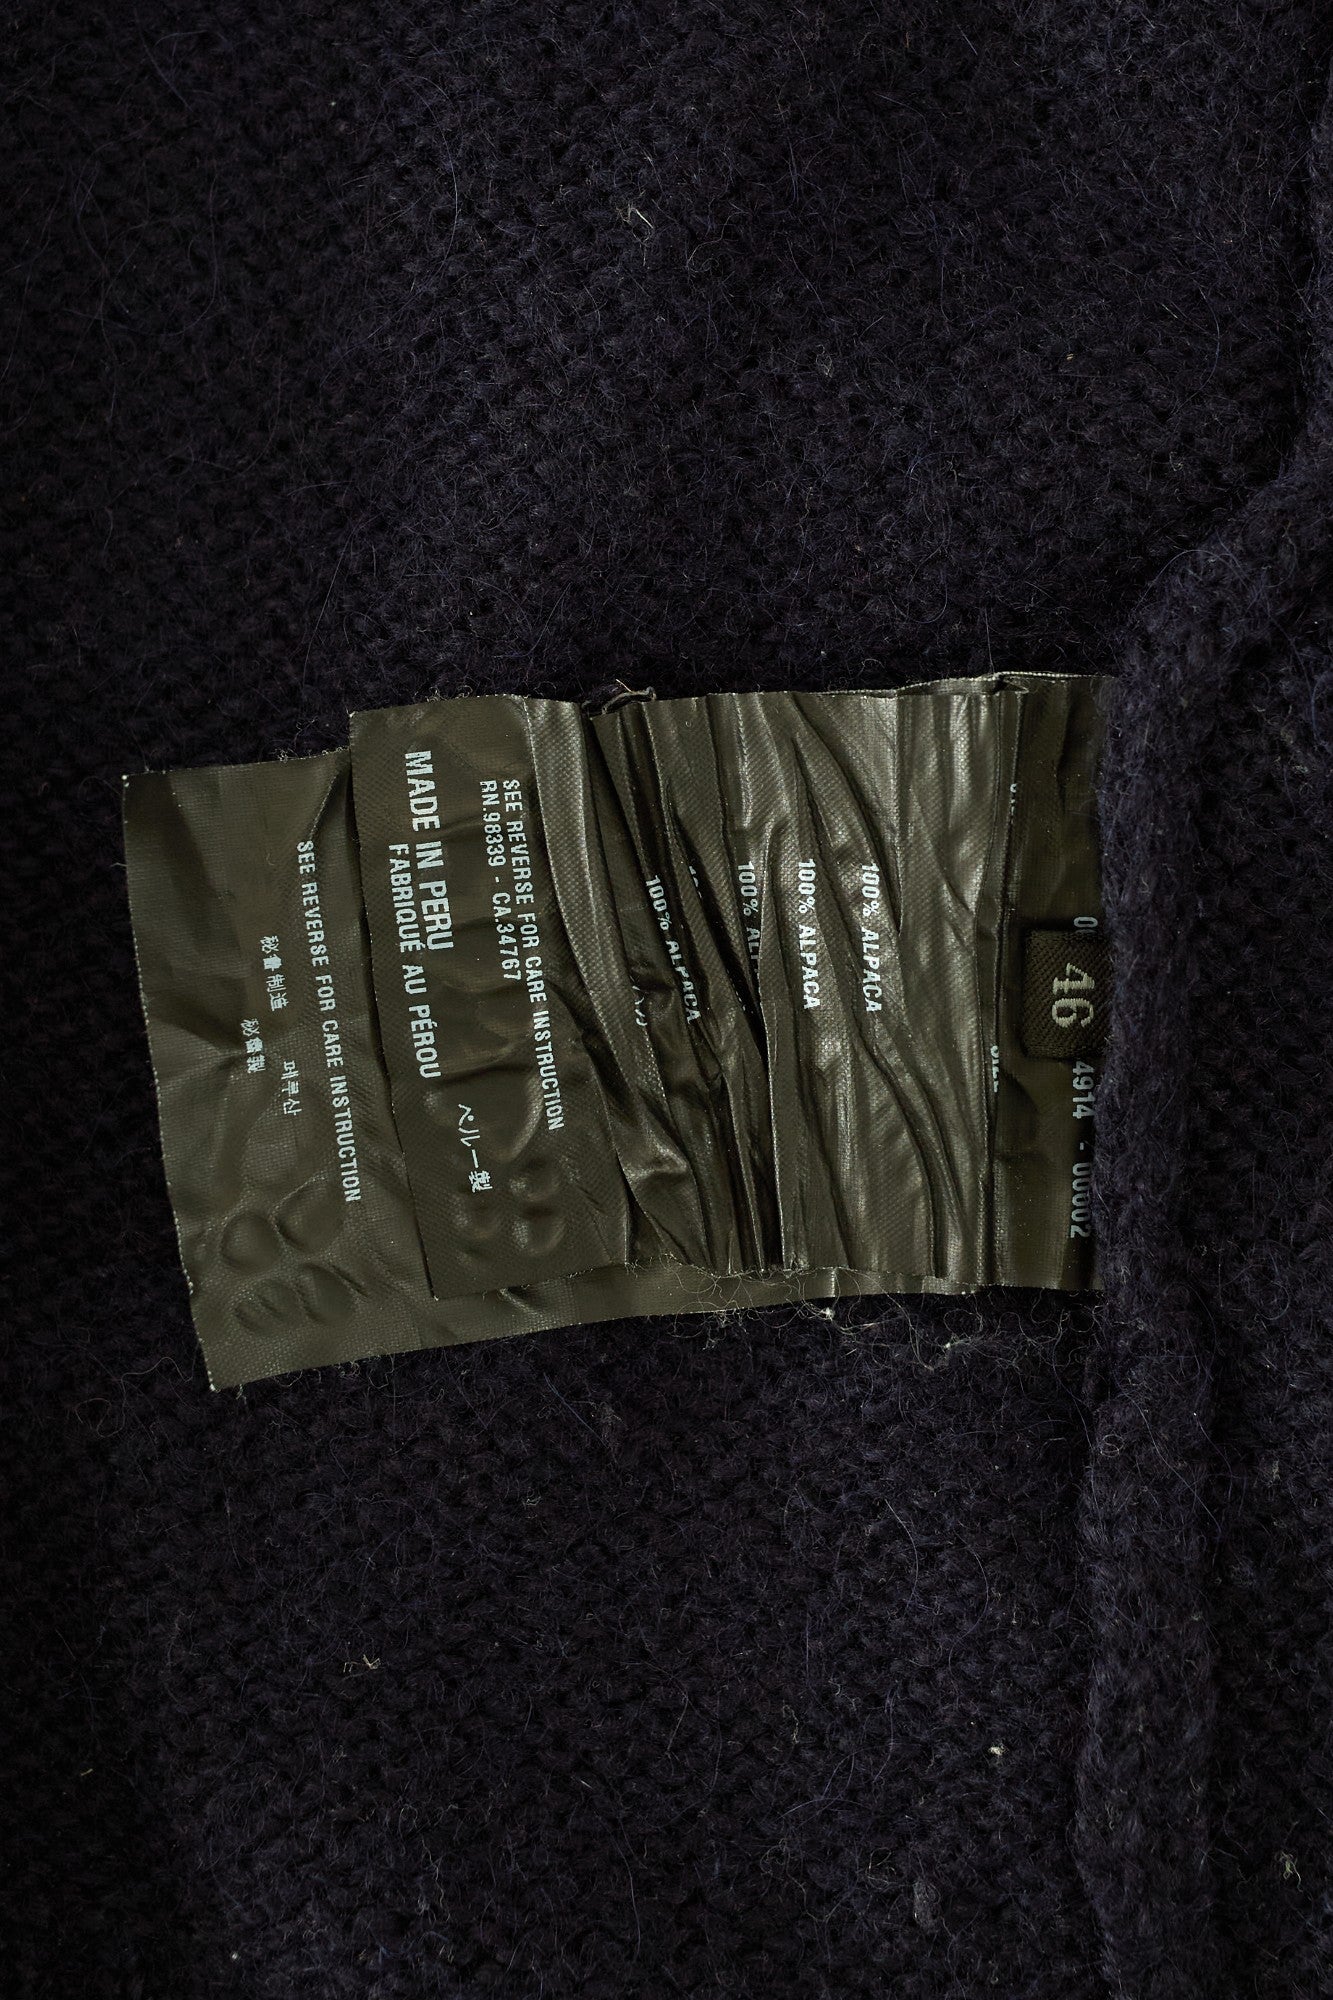 46
4914 - 00002
100% ALPACA
100% ALPACA
100%
100% ALPACA
SEE REVERSE FOR CARE INSTRUCTION
RN.98339 - CA.34767
MADE IN PERU
FABRIQUÉ AU PÉROU
ペルー製
SEE REVERSE FOR CARE INSTRUCTION
秘鲁制造 페루산
秘魯製